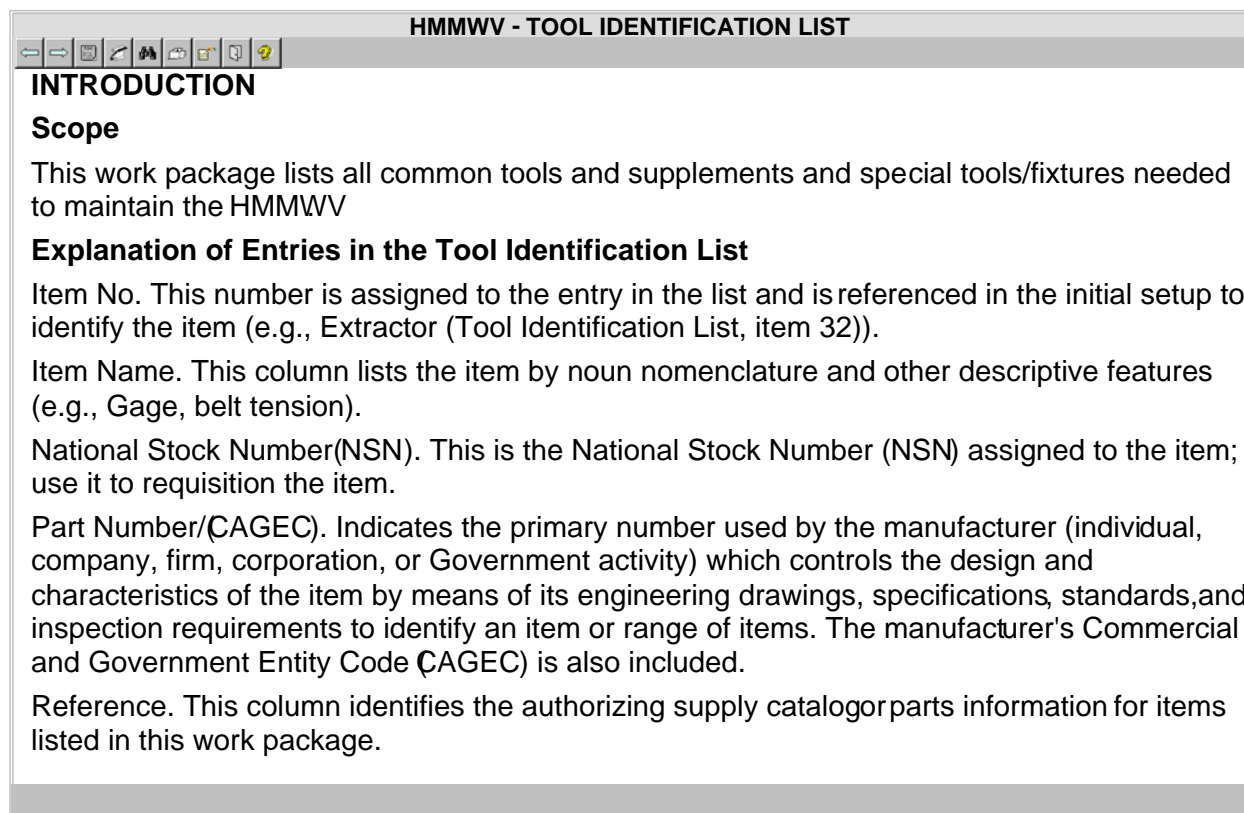 HMMWV - TOOL IDENTIFICATION LIST
INTRODUCTION
Scope
This work package lists all common tools and supplements and special tools/fixtures needed
to maintain the HMMWV
Explanation of Entries in the Tool Identification List
Item No. This number is assigned to the entry in the list and is referenced in the initial setup to
identify the item (e.g., Extractor (Tool Identification List, item 32)).
Item Name. This column lists the item by noun nomenclature and other descriptive features
(e.g., Gage, belt tension).
National Stock Number(NSN). This is the National Stock Number (NSN) assigned to the item;
use it to requisition the item.
Part Number/(CAGEC). Indicates the primary number used by the manufacturer (individual,
company, firm, corporation, or Government activity) which controls the design and
characteristics of the item by means of its engineering drawings, specifications, standards,and
inspection requirements to identify an item or range of items. The manufacturer's Commercial
and Government Entity Code (CAGEC) is also included.
Reference. This column identifies the authorizing supply catalog or parts information for items
listed in this work package.